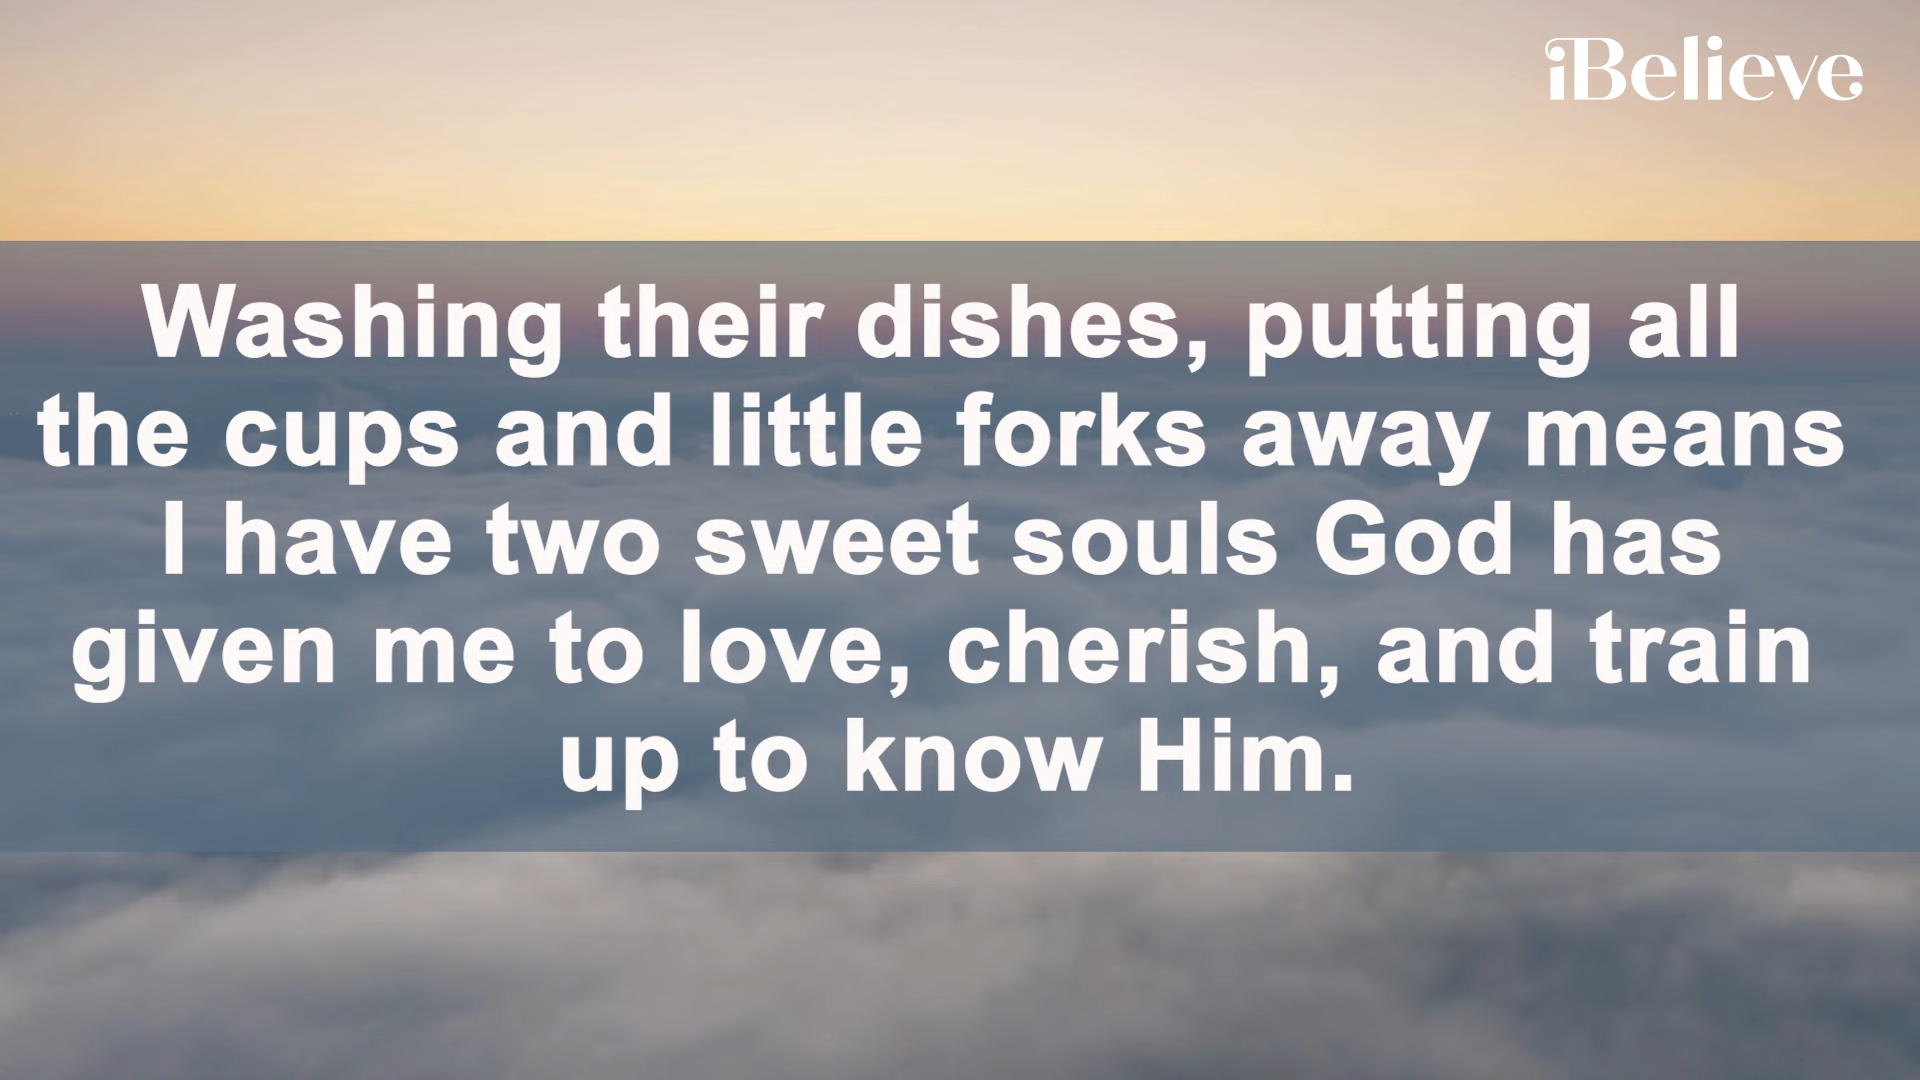 iBelieve
Washing their dishes, putting all
the cups and little forks away means
I have two sweet souls God has
given me to love, cherish, and train
up to know Him.